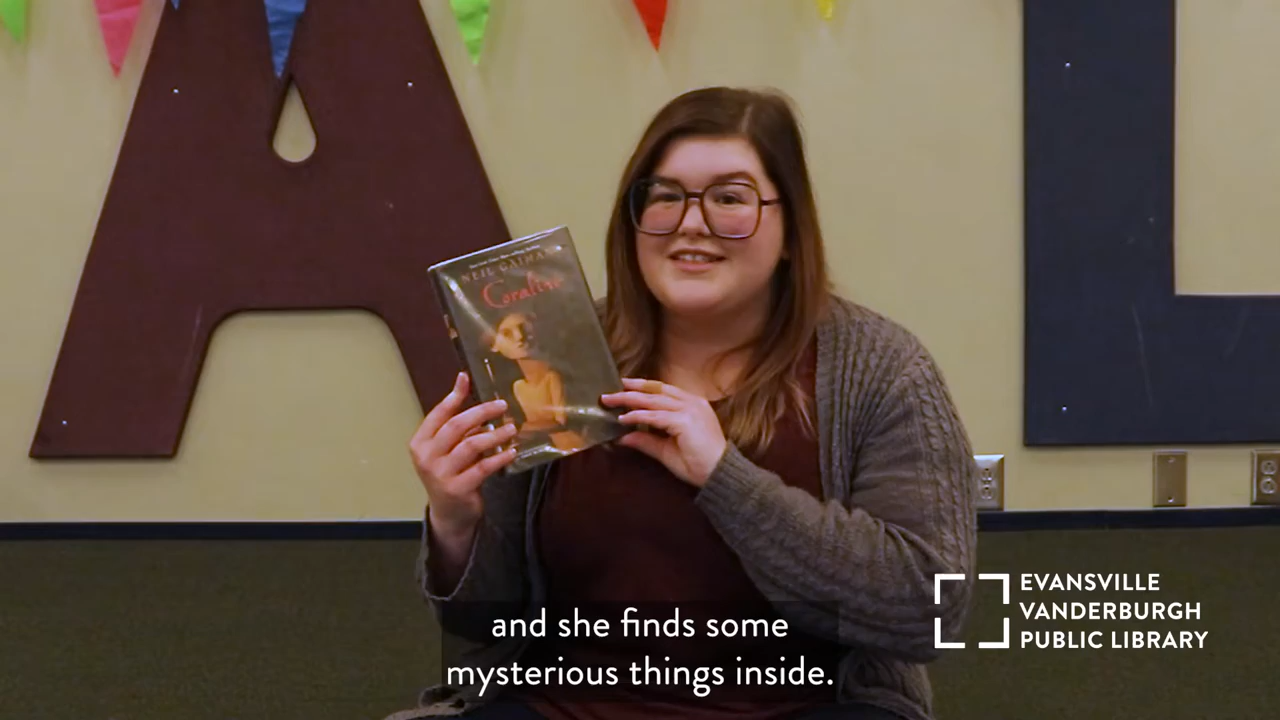 A L
NEIL GAIMAN
Coraline
and she finds some
mysterious things inside.
EVANSVILLE
VANDERBURGH
PUBLIC LIBRARY